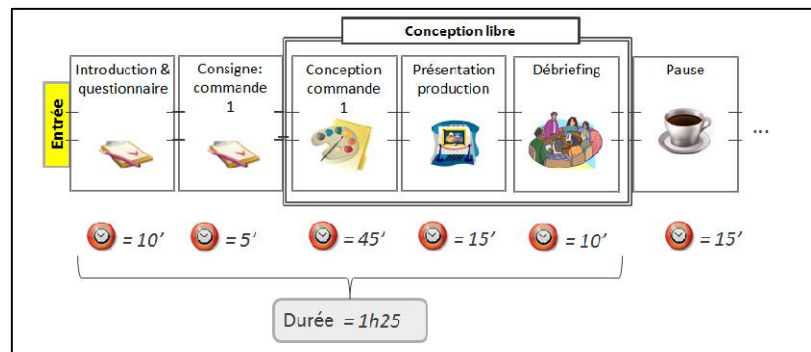 Conception libre
Entrée
Introduction &
questionnaire
Consigne:
commande
1
Conception
commande
1
Présentation
production
Débriefing
Pause
...
= 10’
= 5’
= 45’
= 15’
= 10’
= 15’
Durée = 1h25